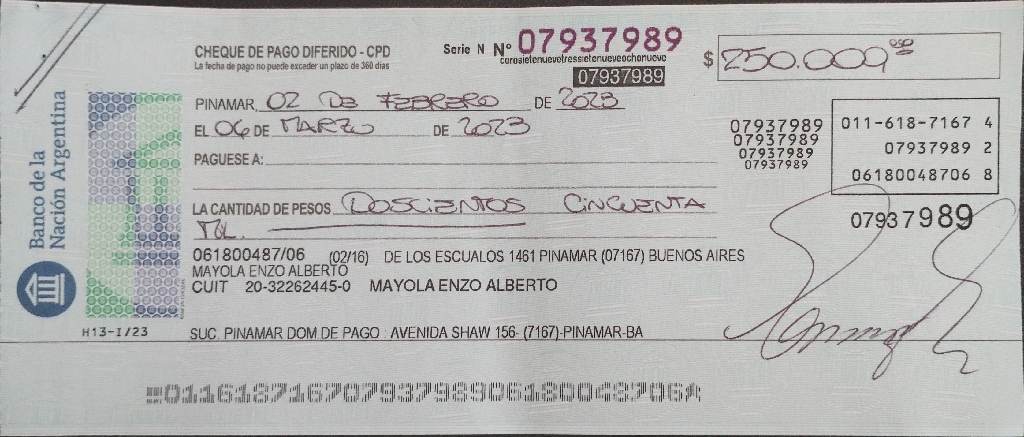 CHEQUE DE PAGO DIFERIDO - CPD
La fecha de pago no puede exceder un plazo de 360 días
Serie N Nº 07937989
cerosietenuevetressietenueveochonueve
07937989
$ 250.000
PINAMAR, 02 DE FEBRERO DE 2023
EL 06 DE MARZO DE 2023
PAGUESE A:
LA CANTIDAD DE PESOS DOSCIENTOS CINCUENTA
MIL
07937989
07937989
07937989
07937989
011-618-7167 4
07937989 2
06180048706 8
07937989
061800487/06 (02/16) DE LOS ESCUALOS 1461 PINAMAR (07167) BUENOS AIRES
MAYOLA ENZO ALBERTO
CUIT 20-32262445-0 MAYOLA ENZO ALBERTO
SUC. PINAMAR DOM DE PAGO : AVENIDA SHAW 156- (7167)-PINAMAR-BA
Banco de la
Nación Argentina
H13-I/23
01161871670793798906180048706